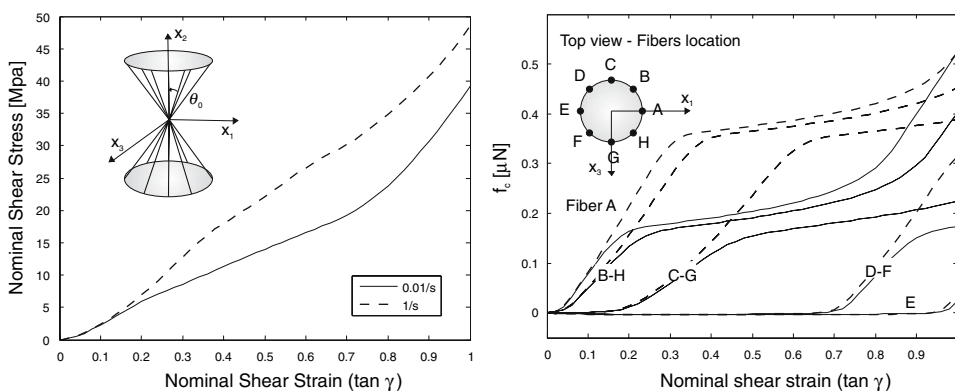 50
45
40
35
30
25
20
15
10
5
0
Nominal Shear Stress [Mpa]
x₂
θ₀
x₁
x₃
0.01/s
1/s
0 0.1 0.2 0.3 0.4 0.5 0.6 0.7 0.8 0.9 1
Nominal Shear Strain (tan γ)
0.5
0.4
0.3
0.2
0.1
0
f_c [μN]
Top view - Fibers location
C
D B
E A x₁
F H
G
x₃
Fiber A
B-H
C-G
D-F
E
0 0.1 0.2 0.3 0.4 0.5 0.6 0.7 0.8 0.9
Nominal shear strain (tan γ)